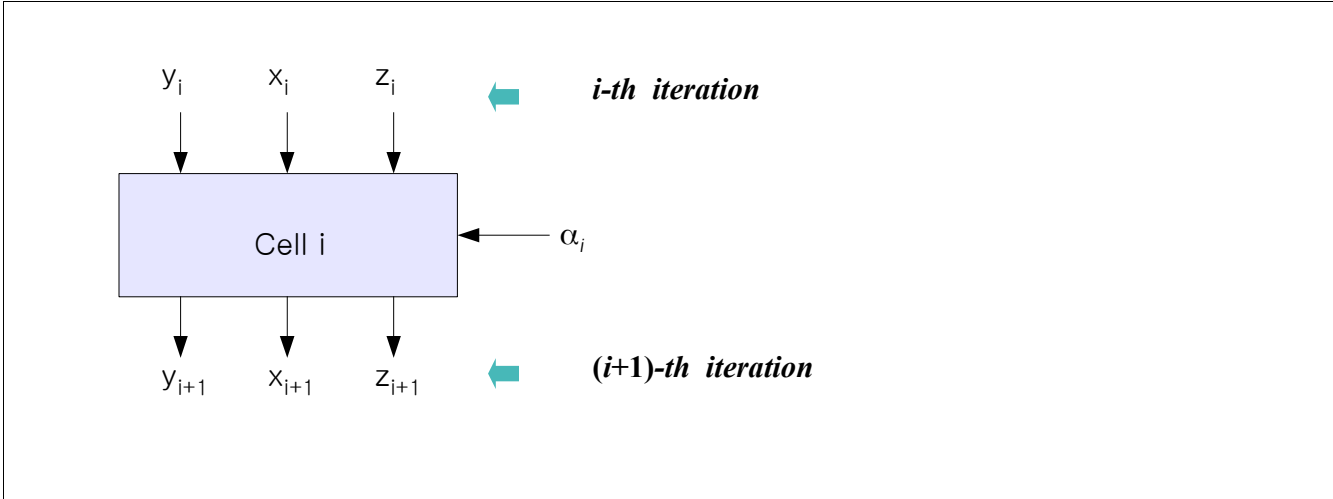 yᵢ xᵢ zᵢ i-th iteration
Cell i
αᵢ
yᵢ₊₁ xᵢ₊₁ zᵢ₊₁ (i+1)-th iteration